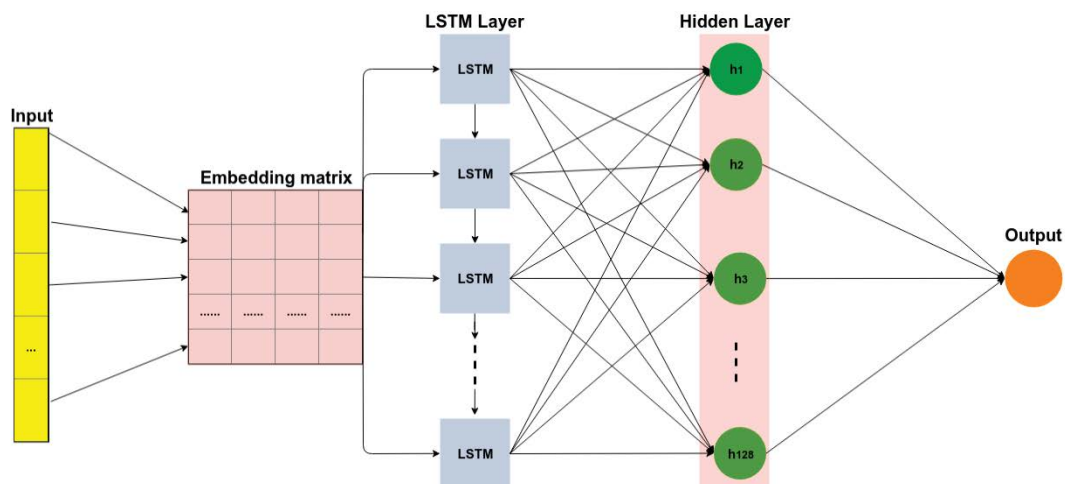 LSTM Layer
Hidden Layer
Input
Embedding matrix
Output
...
...... ...... ...... ......
LSTM
LSTM
LSTM
LSTM
h1
h2
h3
h128